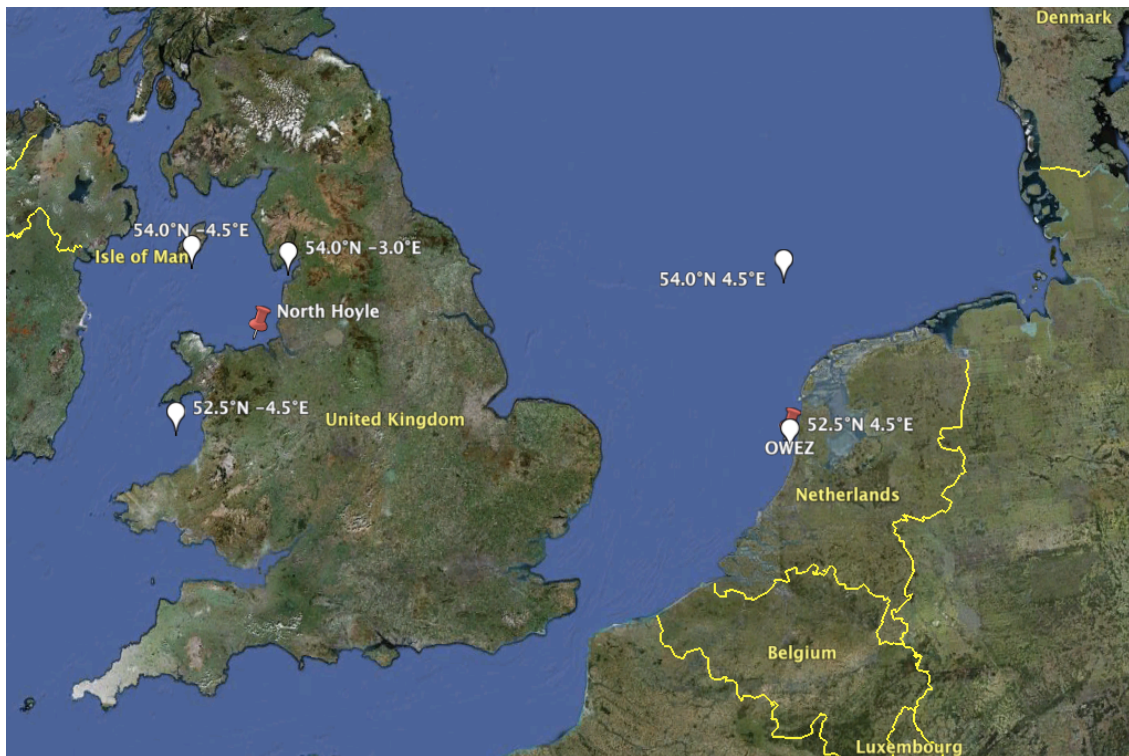 Denmark
54.0°N -4.5°E
Isle of Man
54.0°N -3.0°E
54.0°N 4.5°E
North Hoyle
52.5°N -4.5°E
United Kingdom
52.5°N 4.5°E
OWEZ
Netherlands
Belgium
Luxembourg